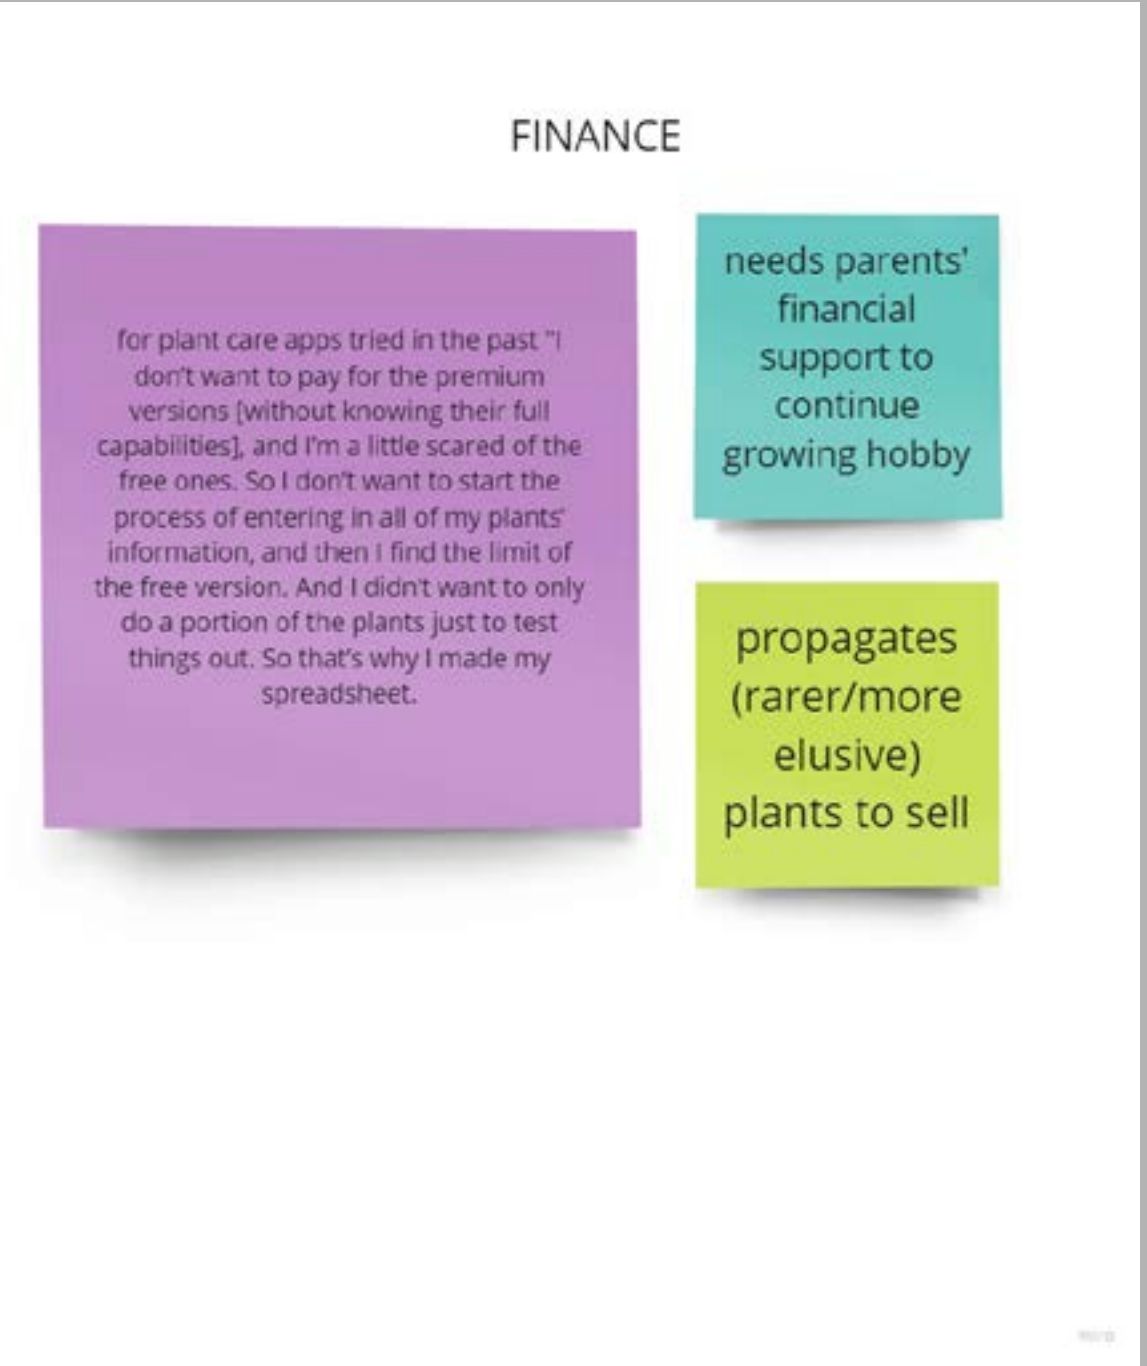 FINANCE
for plant care apps tried in the past "I
don't want to pay for the premium
versions [without knowing their full
capabilities], and I'm a little scared of the
free ones. So I don't want to start the
process of entering in all of my plants'
information, and then I find the limit of
the free version. And I didn't want to only
do a portion of the plants just to test
things out. So that's why I made my
spreadsheet.
needs parents'
financial
support to
continue
growing hobby
propagates
(rarer/more
elusive)
plants to sell